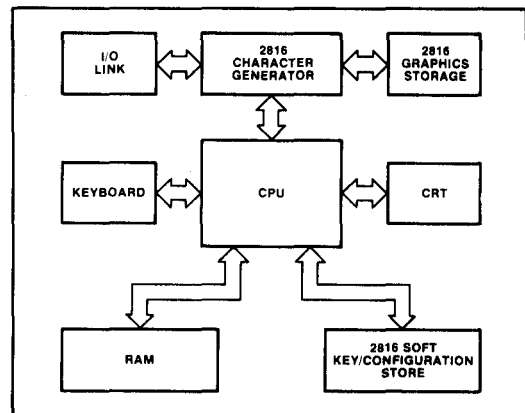 I/O
LINK
2816
CHARACTER
GENERATOR
2816
GRAPHICS
STORAGE
KEYBOARD
CPU
CRT
RAM
2816 SOFT
KEY/CONFIGURATION
STORE